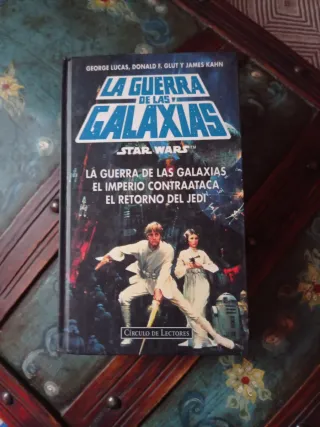 GEORGE LUCAS, DONALD F. GLUT Y JAMES KAHN
LA GUERRA
DE LAS
GALAXIAS
STAR WARS™
LA GUERRA DE LAS GALAXIAS
EL IMPERIO CONTRAATACA
EL RETORNO DEL JEDI
CÍRCULO DE LECTORES